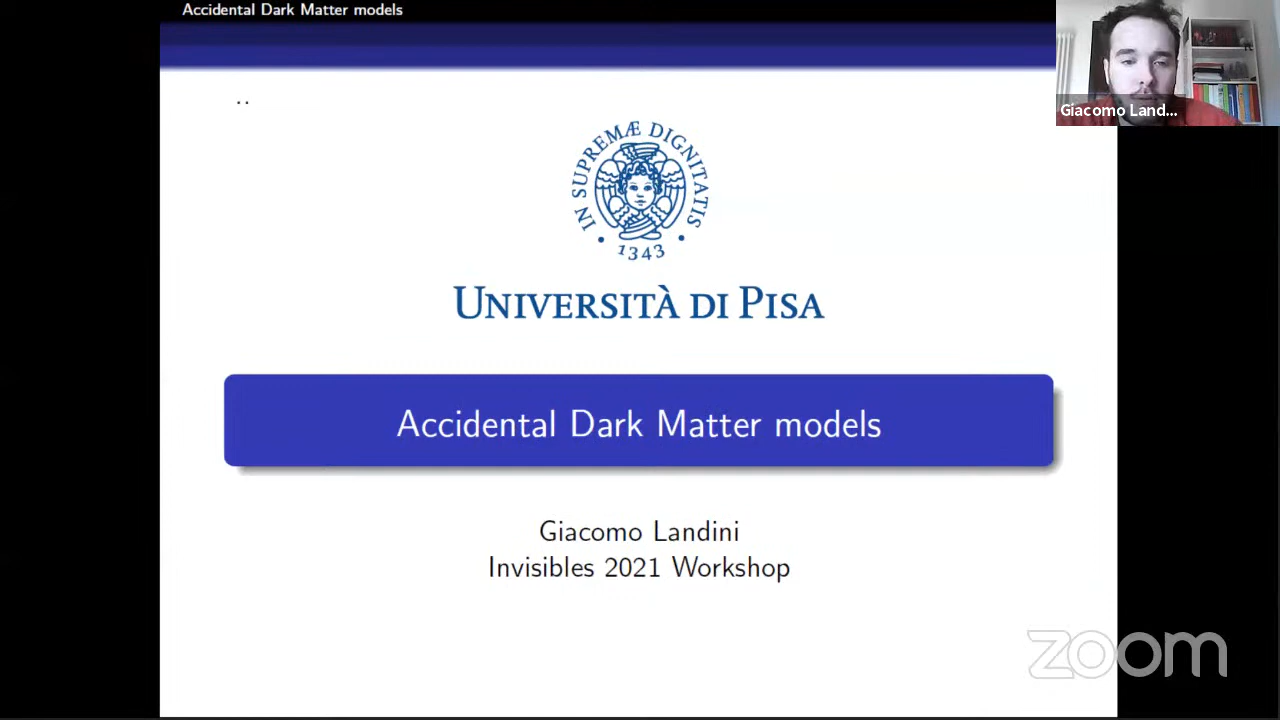 Accidental Dark Matter models
Giacomo Land...
..
IN SUPREMÆ DIGNITATIS
1343
UNIVERSITÀ DI PISA
Accidental Dark Matter models
Giacomo Landini
Invisibles 2021 Workshop
zoom